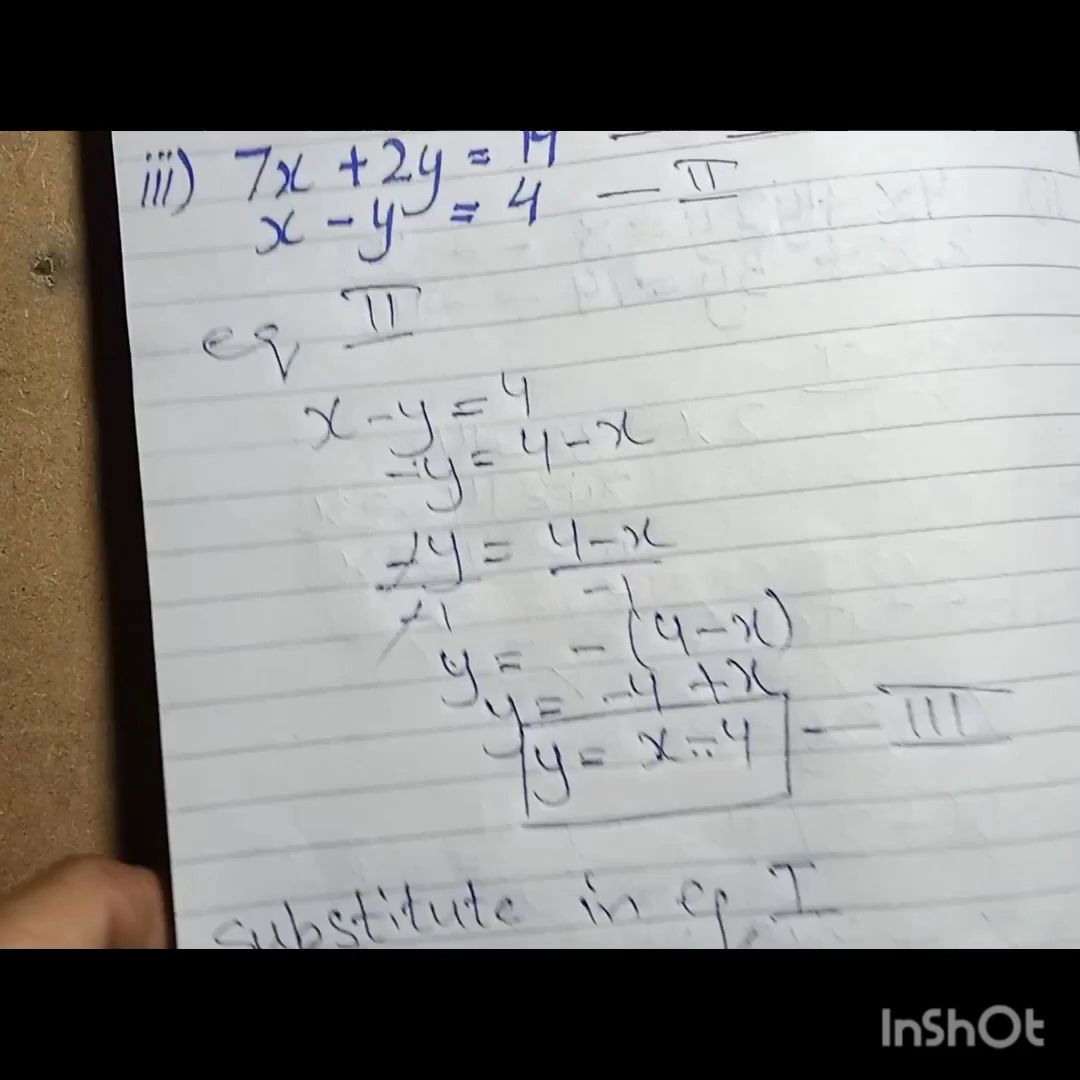 iii) 7x + 2y =
x - y = 4 — II
eq II
x - y = 4
-y = 4 - x
-y = 4 - x
-1 -1
y = - (4 - x)
y = -4 + x
y = x - 4 — III
substitute in eq I
InShOt